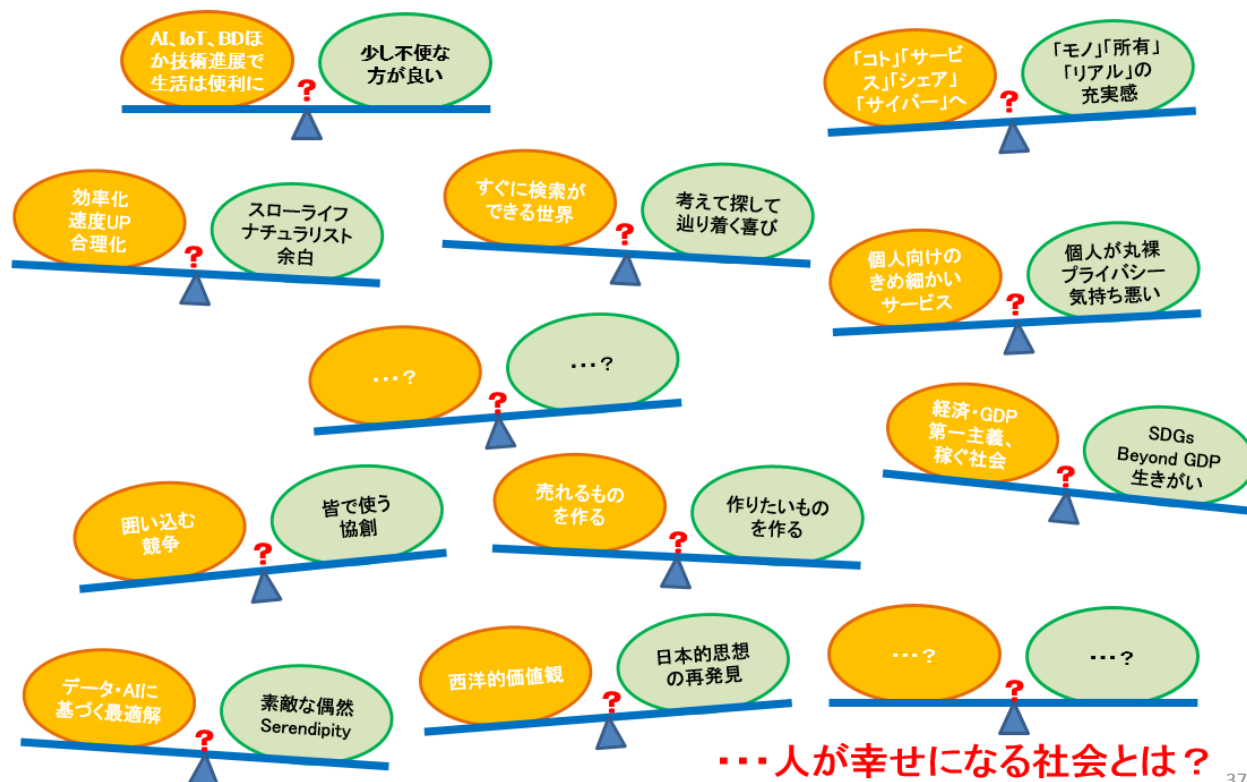 AI、IoT、BDほ
か技術進展で
生活は便利に
?
少し不便な
方が良い
「コト」「サービ
ス」「シェア」
「サイバー」へ
?
「モノ」「所有」
「リアル」の
充実感
効率化
速度UP
合理化
?
スローライフ
ナチュラリスト
余白
すぐに検索が
できる世界
?
考えて探して
辿り着く喜び
個人向けの
きめ細かい
サービス
?
個人が丸裸
プライバシー
気持ち悪い
・・・?
?
・・・?
経済・GDP
第一主義、
稼ぐ社会
?
SDGs
Beyond GDP
生きがい
囲い込む
競争
?
皆で使う
協創
売れるもの
を作る
?
作りたいもの
を作る
データ・AIに
基づく最適解
?
素敵な偶然
Serendipity
西洋的価値観
?
日本的思想
の再発見
・・・?
?
・・・?
・・・人が幸せになる社会とは?
37